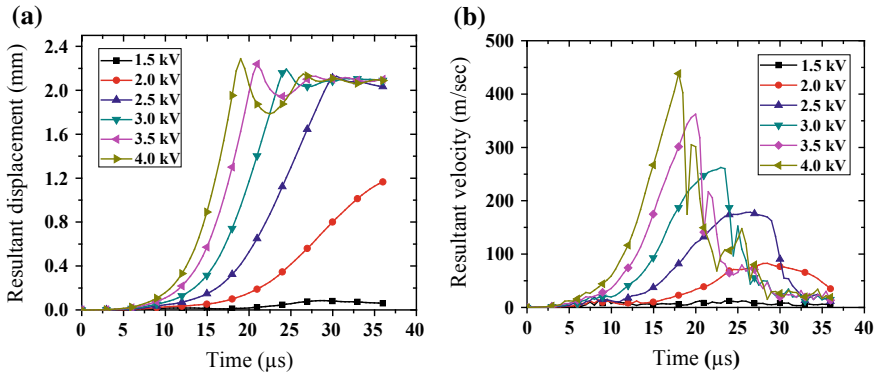 (a)
Resultant displacement (mm)
2.4
2.0
1.6
1.2
0.8
0.4
0.0
1.5 kV
2.0 kV
2.5 kV
3.0 kV
3.5 kV
4.0 kV
0 5 10 15 20 25 30 35 40
Time (µs)
(b)
Resultant velocity (m/sec)
500
400
300
200
100
0
1.5 kV
2.0 kV
2.5 kV
3.0 kV
3.5 kV
4.0 kV
0 5 10 15 20 25 30 35 40
Time (µs)